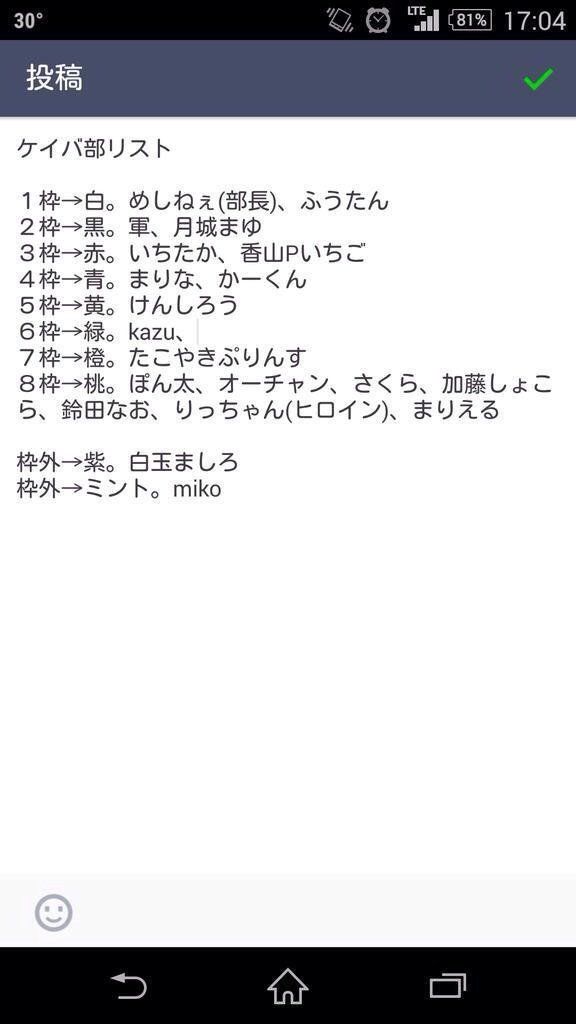 30°
LTE
81%
17:04
投稿
ケイバ部リスト
１枠→白。めしねぇ(部長)、ふうたん
２枠→黒。軍、月城まゆ
３枠→赤。いちたか、香山Pいちご
４枠→青。まりな、かーくん
５枠→黄。けんしろう
６枠→緑。kazu、
７枠→橙。たこやきぷりんす
８枠→桃。ぽん太、オーチャン、さくら、加藤しょこ
ら、鈴田なお、りっちゃん(ヒロイン)、まりえる
枠外→紫。白玉ましろ
枠外→ミント。miko